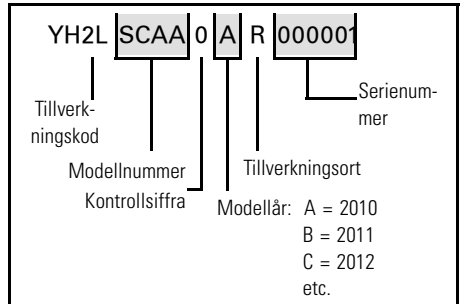 YH2L SCAA 0 A R 000001
Tillverk-
ningskod
Serienum-
mer
Modellnummer
Tillverkningsort
Kontrollsiffra
Modellår: A = 2010
B = 2011
C = 2012
etc.